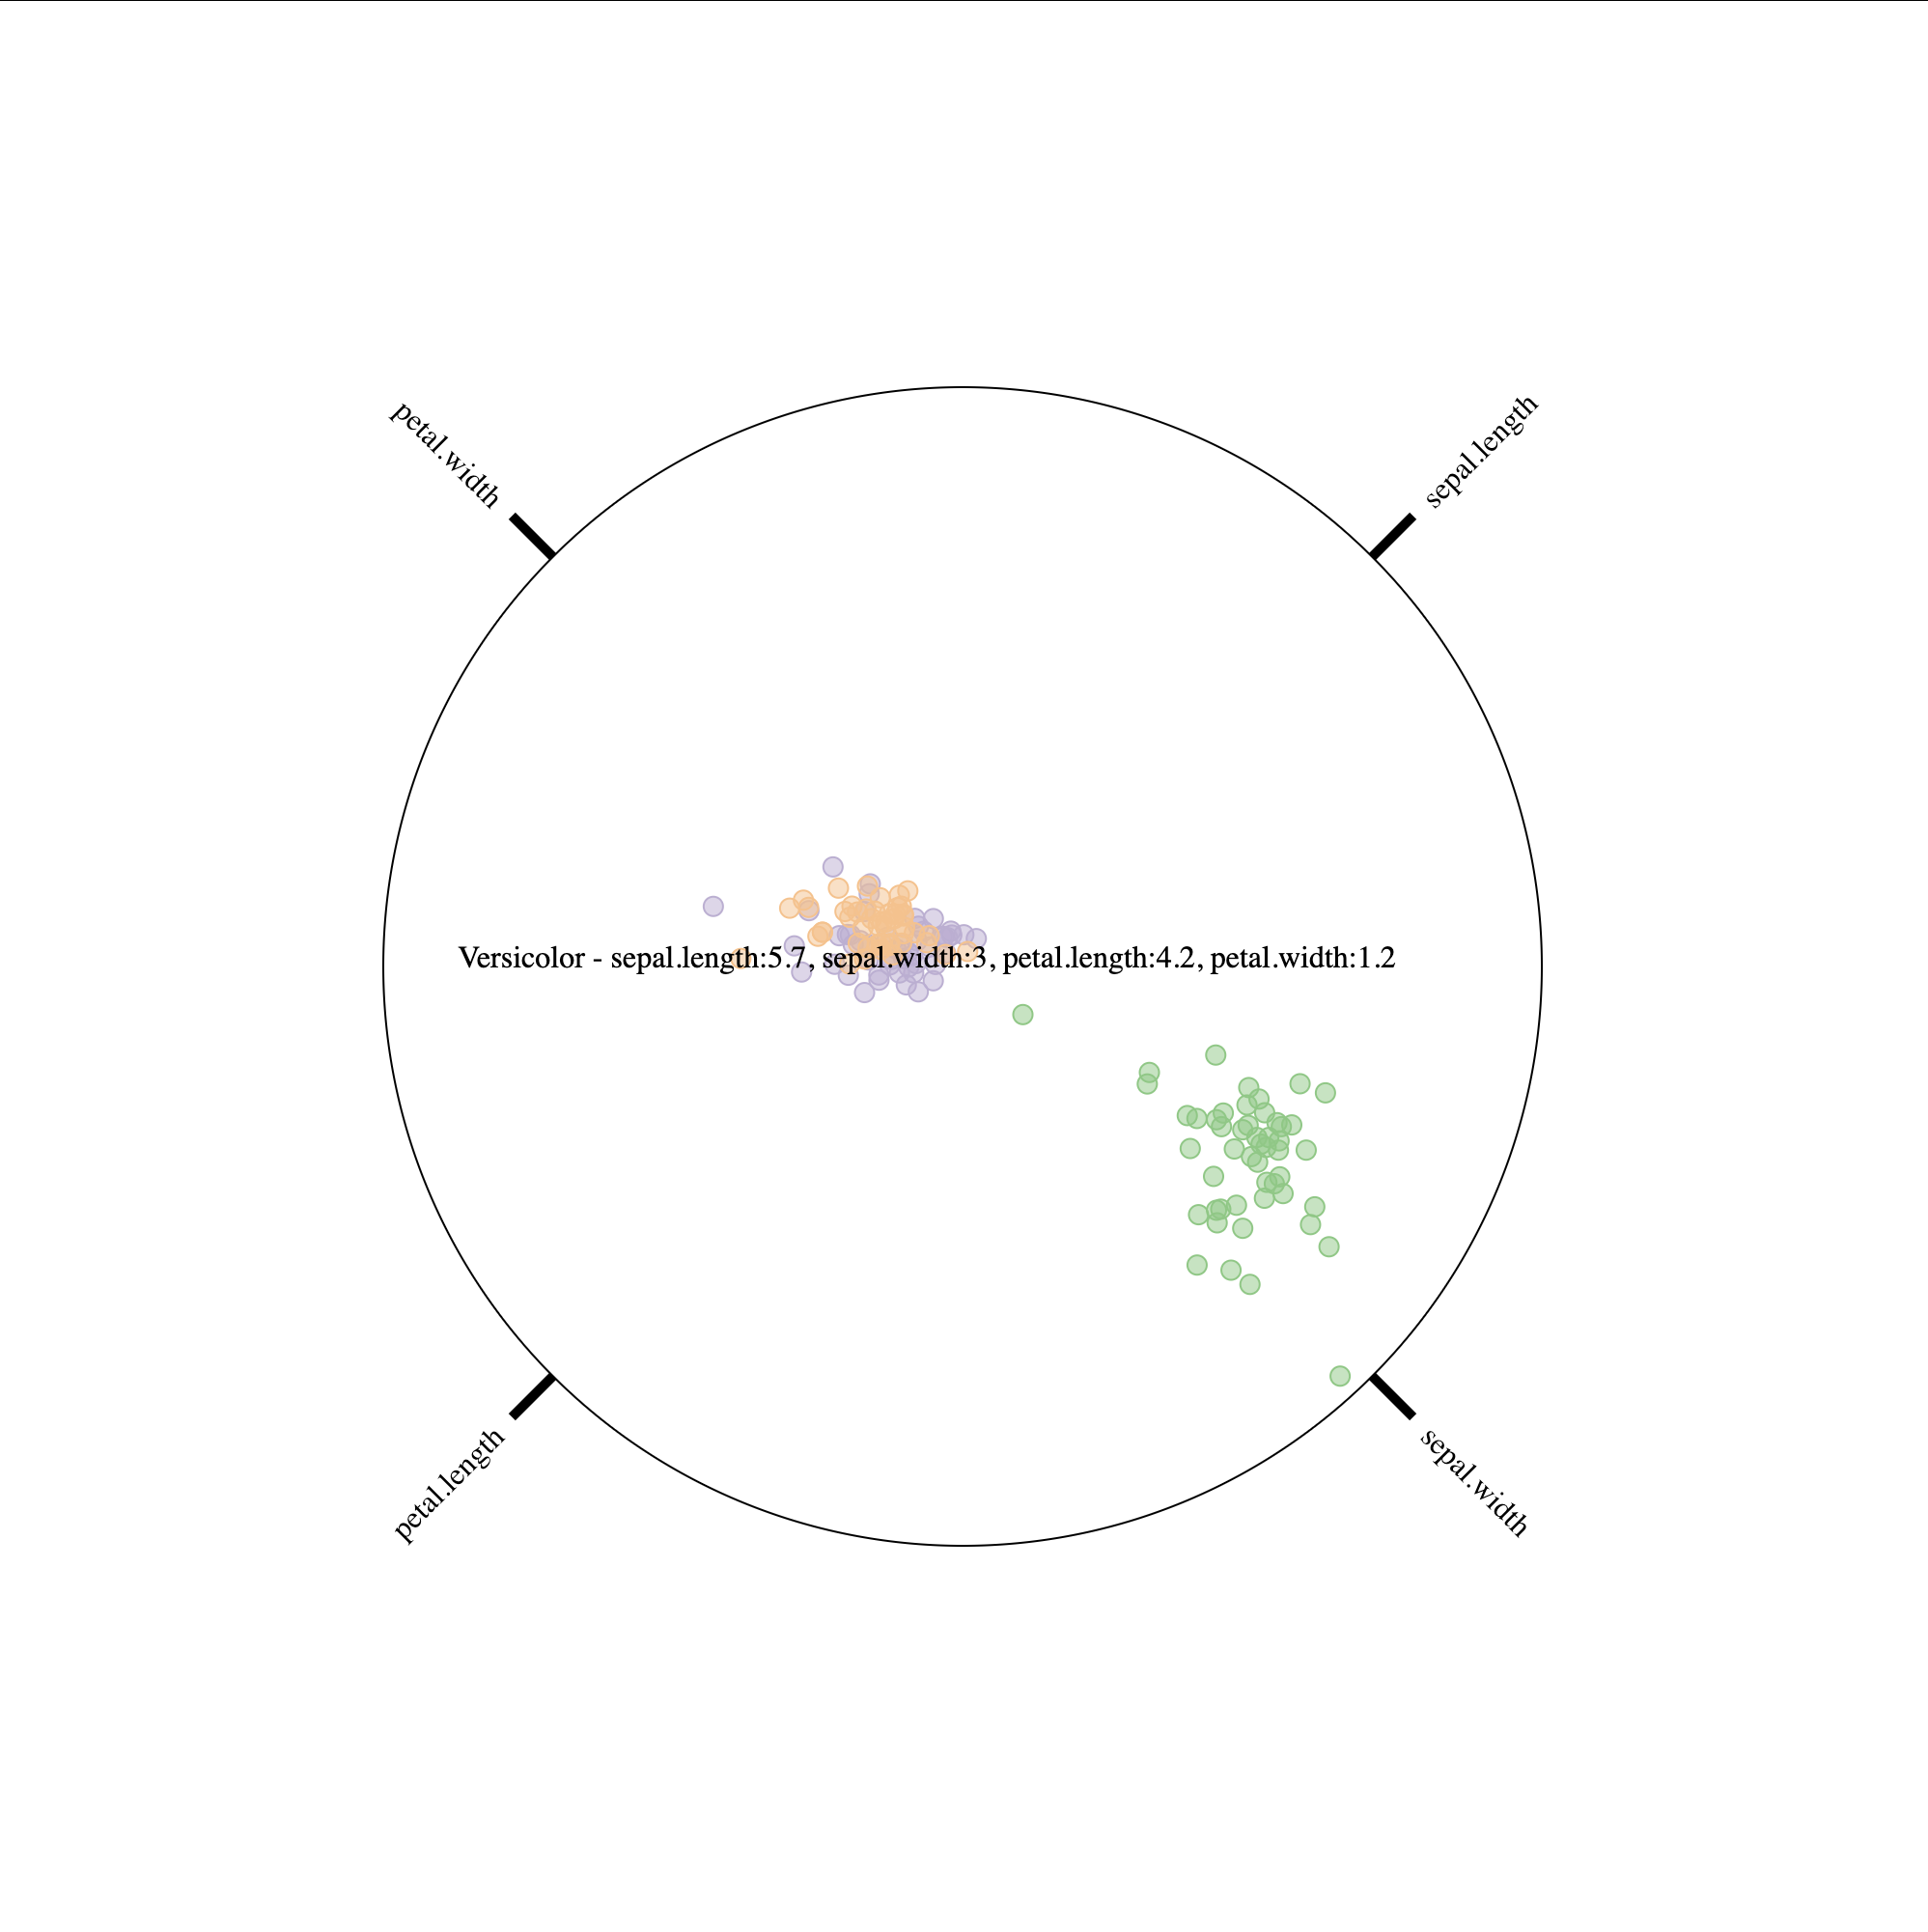 petal.width
sepal.length
Versicolor - sepal.length:5.7, sepal.width:3, petal.length:4.2, petal.width:1.2
petal.length
sepal.width